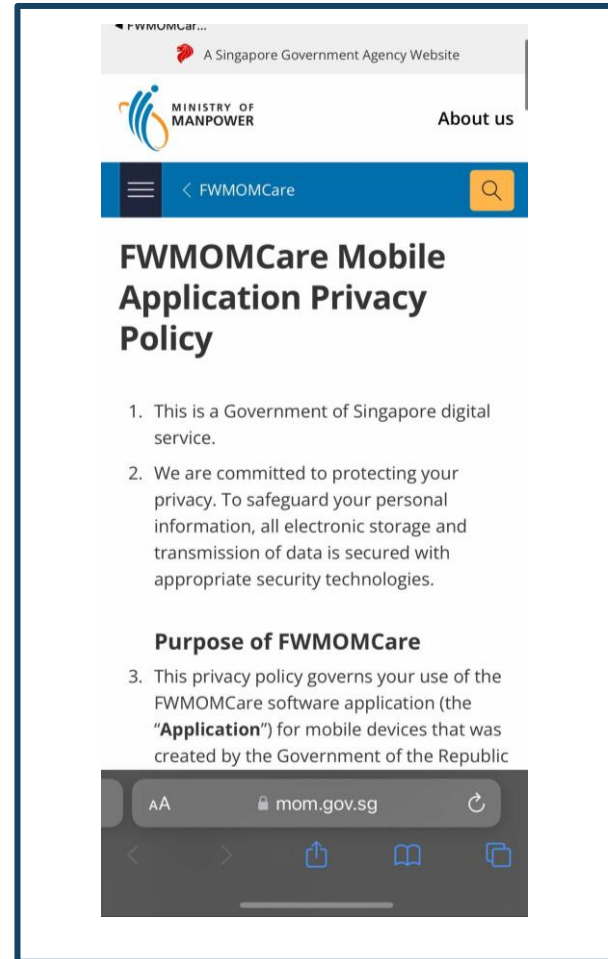 ◀ FWMOMCar...
A Singapore Government Agency Website
MINISTRY OF
MANPOWER
About us
< FWMOMCare
FWMOMCare Mobile
Application Privacy
Policy
1. This is a Government of Singapore digital
service.
2. We are committed to protecting your
privacy. To safeguard your personal
information, all electronic storage and
transmission of data is secured with
appropriate security technologies.
Purpose of FWMOMCare
3. This privacy policy governs your use of the
FWMOMCare software application (the
“Application”) for mobile devices that was
created by the Government of the Republic
AA mom.gov.sg